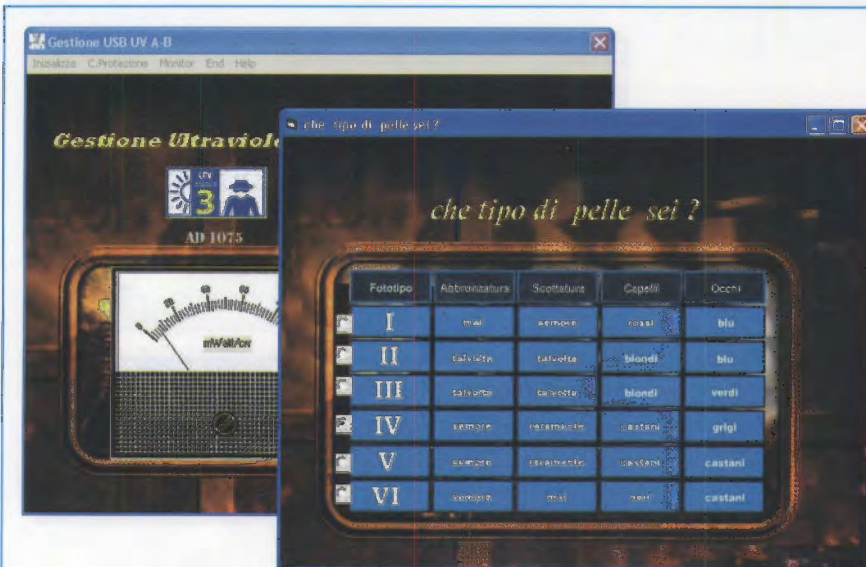 Gestione USB UV A-B
Inizializza C.Protezione Monitor End Help
Gestione Ultraviole
UV
3
AD 1075
mWatt/cm
che tipo di pelle sei ?
che tipo di pelle sei ?
Fototipo Abbronzatura Scottature Capelli Occhi
I mai sempre rossi blu
II talvolta talvolta biondi blu
III talvolta talvolta biondi verdi
IV sempre raramente castani grigi
V sempre raramente castani castani
VI sempre mai neri castani